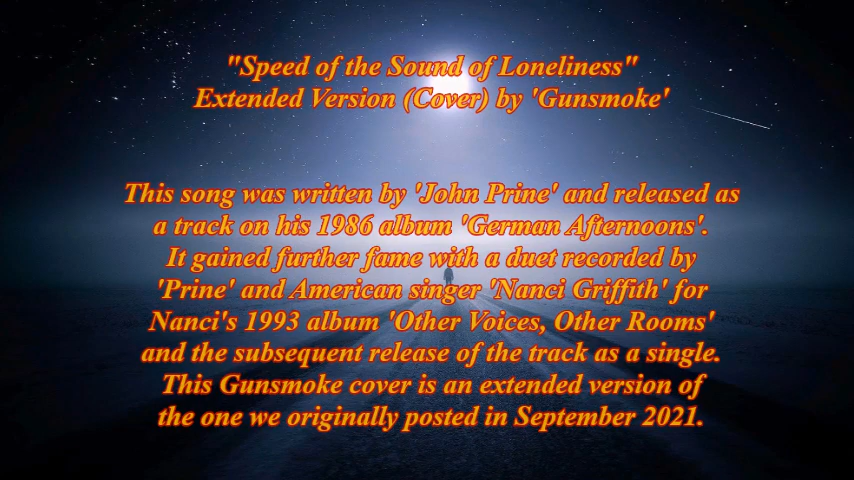 "Speed of the Sound of Loneliness"
Extended Version (Cover) by 'Gunsmoke'
This song was written by 'John Prine' and released as
a track on his 1986 album 'German Afternoons'.
It gained further fame with a duet recorded by
'Prine' and American singer 'Nanci Griffith' for
Nanci's 1993 album 'Other Voices, Other Rooms'
and the subsequent release of the track as a single.
This Gunsmoke cover is an extended version of
the one we originally posted in September 2021.